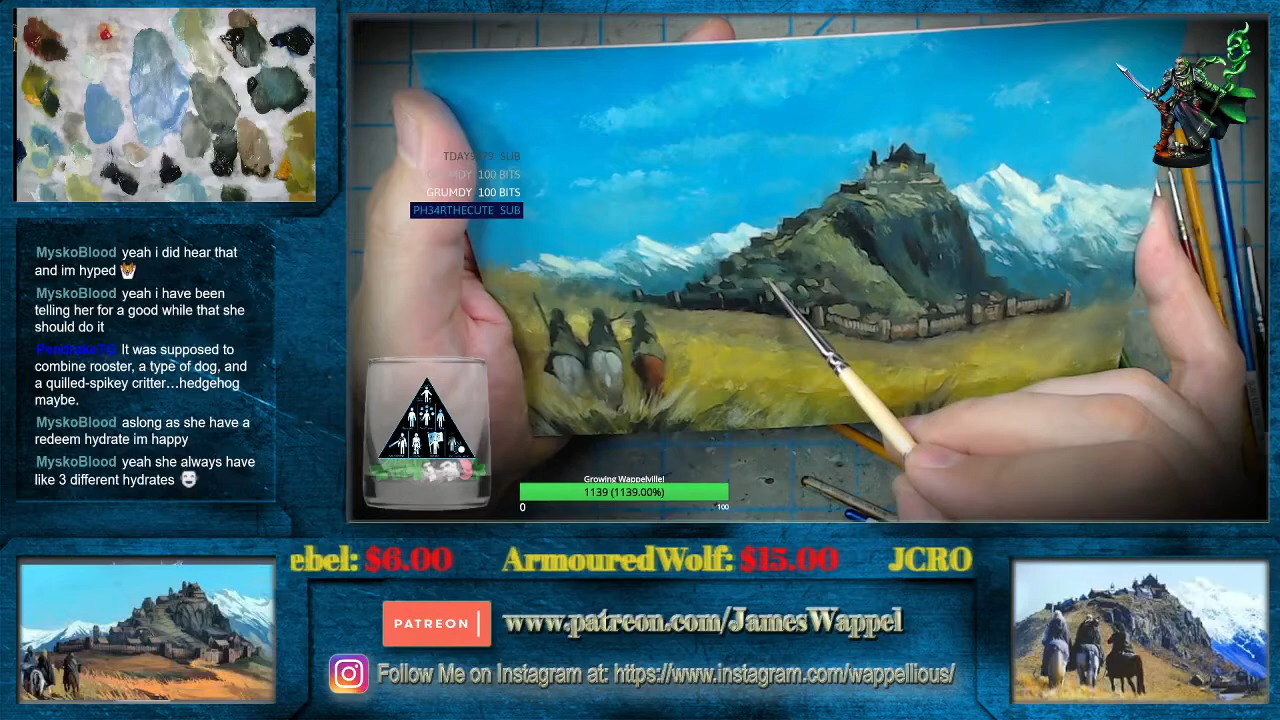 MyskoBlood yeah i did hear that
and im hyped
MyskoBlood yeah i have been
telling her for a good while that she
should do it
It was supposed to
combine rooster, a type of dog, and
a quilled-spikey critter...hedgehog
maybe.
MyskoBlood aslong as she have a
redeem hydrate im happy
MyskoBlood yeah she always have
like 3 different hydrates
SUB
100 BITS
GRUMDY 100 BITS
PH34RTHECUTE SUB
Growing Wappelville!
1139 (1139.00%)
0 100
ebel: $6.00 ArmouredWolf: $15.00 JCRO
PATREON www.patreon.com/JamesWappel
Follow Me on Instagram at: https://www.instagram.com/wappellious/